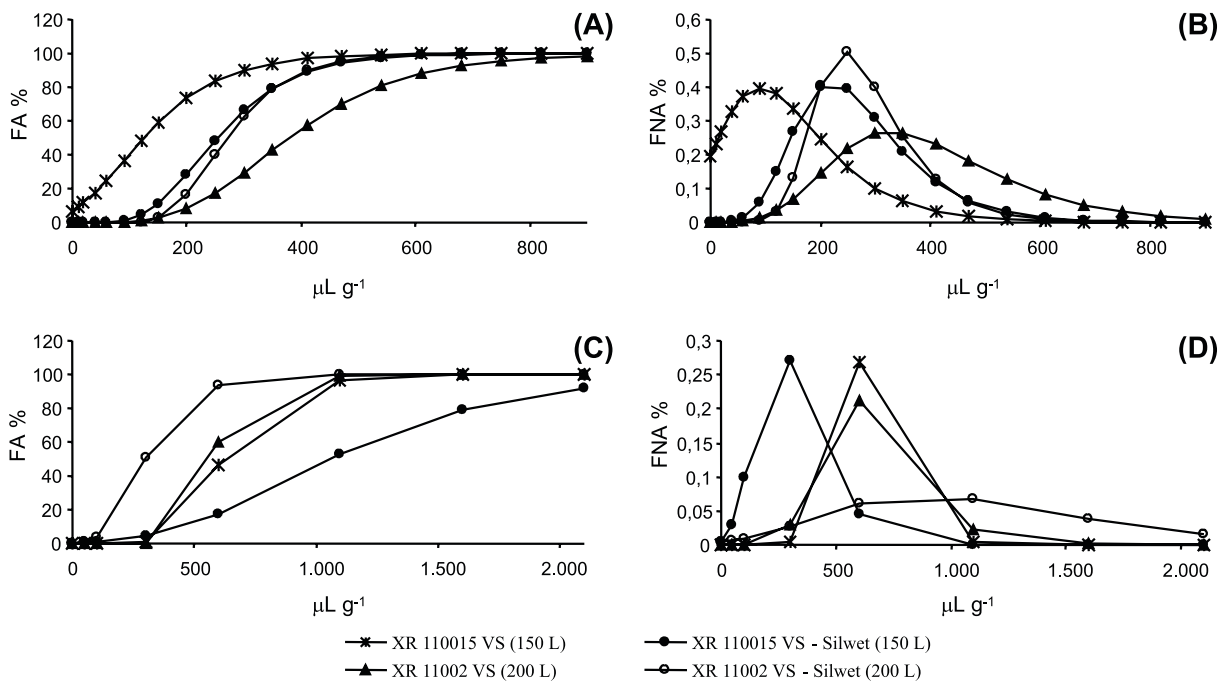 (A)
FA %
120
100
80
60
40
20
0
0 200 400 600 800
μL g-1
(B)
FNA %
0,6
0,5
0,4
0,3
0,2
0,1
0
0 200 400 600 800
μL g-1
(C)
FA %
120
100
80
60
40
20
0
0 500 1.000 1.500 2.000
μL g-1
(D)
FNA %
0,3
0,25
0,2
0,15
0,1
0,05
0
0 500 1.000 1.500 2.000
μL g-1
XR 110015 VS (150 L)
XR 110015 VS - Silwet (150 L)
XR 11002 VS (200 L)
XR 11002 VS - Silwet (200 L)